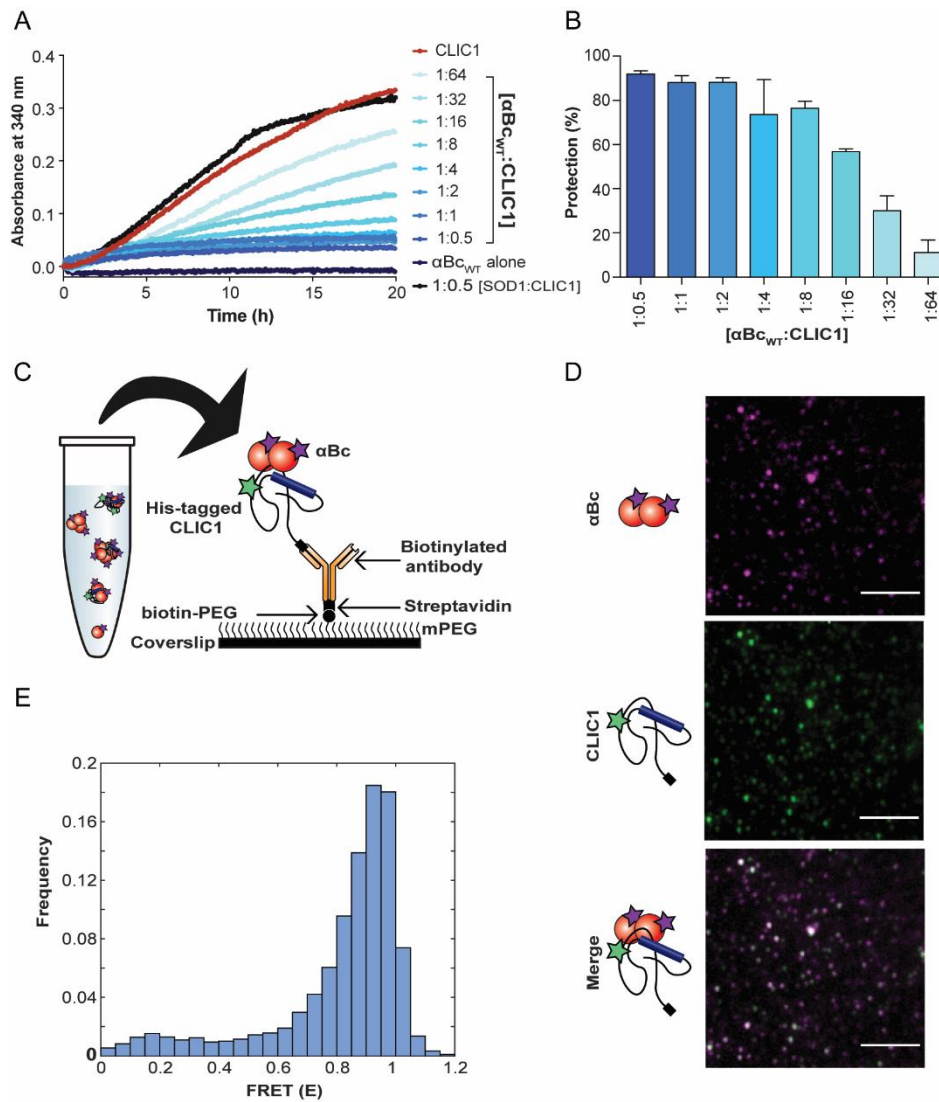 A
Absorbance at 340 nm
0.4
0.3
0.2
0.1
0.0
0
5
10
15
20
Time (h)
CLIC1
1:64
1:32
1:16
1:8
1:4
1:2
1:1
1:0.5
[αBc_WT:CLIC1]
αBc_WT alone
1:0.5 [SOD1:CLIC1]
B
Protection (%)
100
80
60
40
20
0
1:0.5
1:1
1:2
1:4
1:8
1:16
1:32
1:64
[αBc_WT:CLIC1]
C
αBc
His-tagged
CLIC1
Biotinylated
antibody
biotin-PEG
Streptavidin
mPEG
Coverslip
D
αBc
CLIC1
Merge
E
Frequency
0.2
0.16
0.12
0.08
0.04
0
0
0.2
0.4
0.6
0.8
1
1.2
FRET (E)